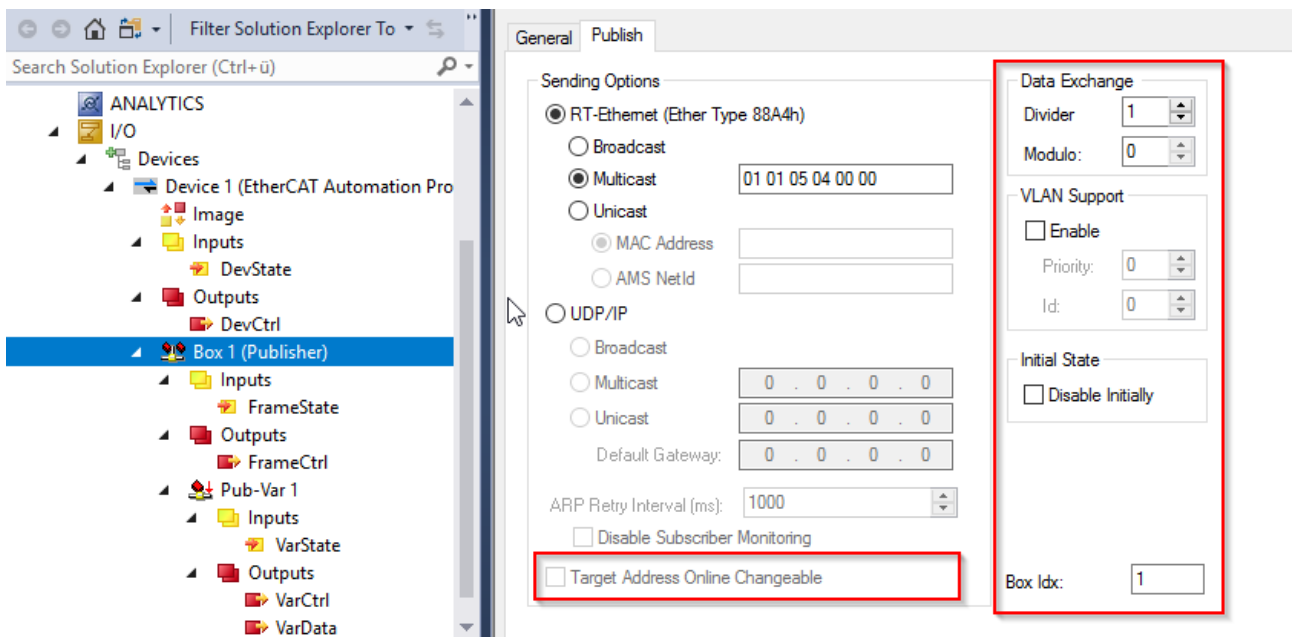 Filter Solution Explorer To
Search Solution Explorer (Ctrl+ü)
ANALYTICS
I/O
Devices
Device 1 (EtherCAT Automation Pro
Image
Inputs
DevState
Outputs
DevCtrl
Box 1 (Publisher)
Inputs
FrameState
Outputs
FrameCtrl
Pub-Var 1
Inputs
VarState
Outputs
VarCtrl
VarData
General Publish
Sending Options
RT-Ethernet (Ether Type 88A4h)
Broadcast
Multicast 01 01 05 04 00 00
Unicast
MAC Address
AMS NetId
UDP/IP
Broadcast
Multicast 0 . 0 . 0 . 0
Unicast 0 . 0 . 0 . 0
Default Gateway: 0 . 0 . 0 . 0
ARP Retry Interval (ms): 1000
Disable Subscriber Monitoring
Target Address Online Changeable
Data Exchange
Divider 1
Modulo: 0
VLAN Support
Enable
Priority: 0
Id: 0
Initial State
Disable Initially
Box Idx: 1